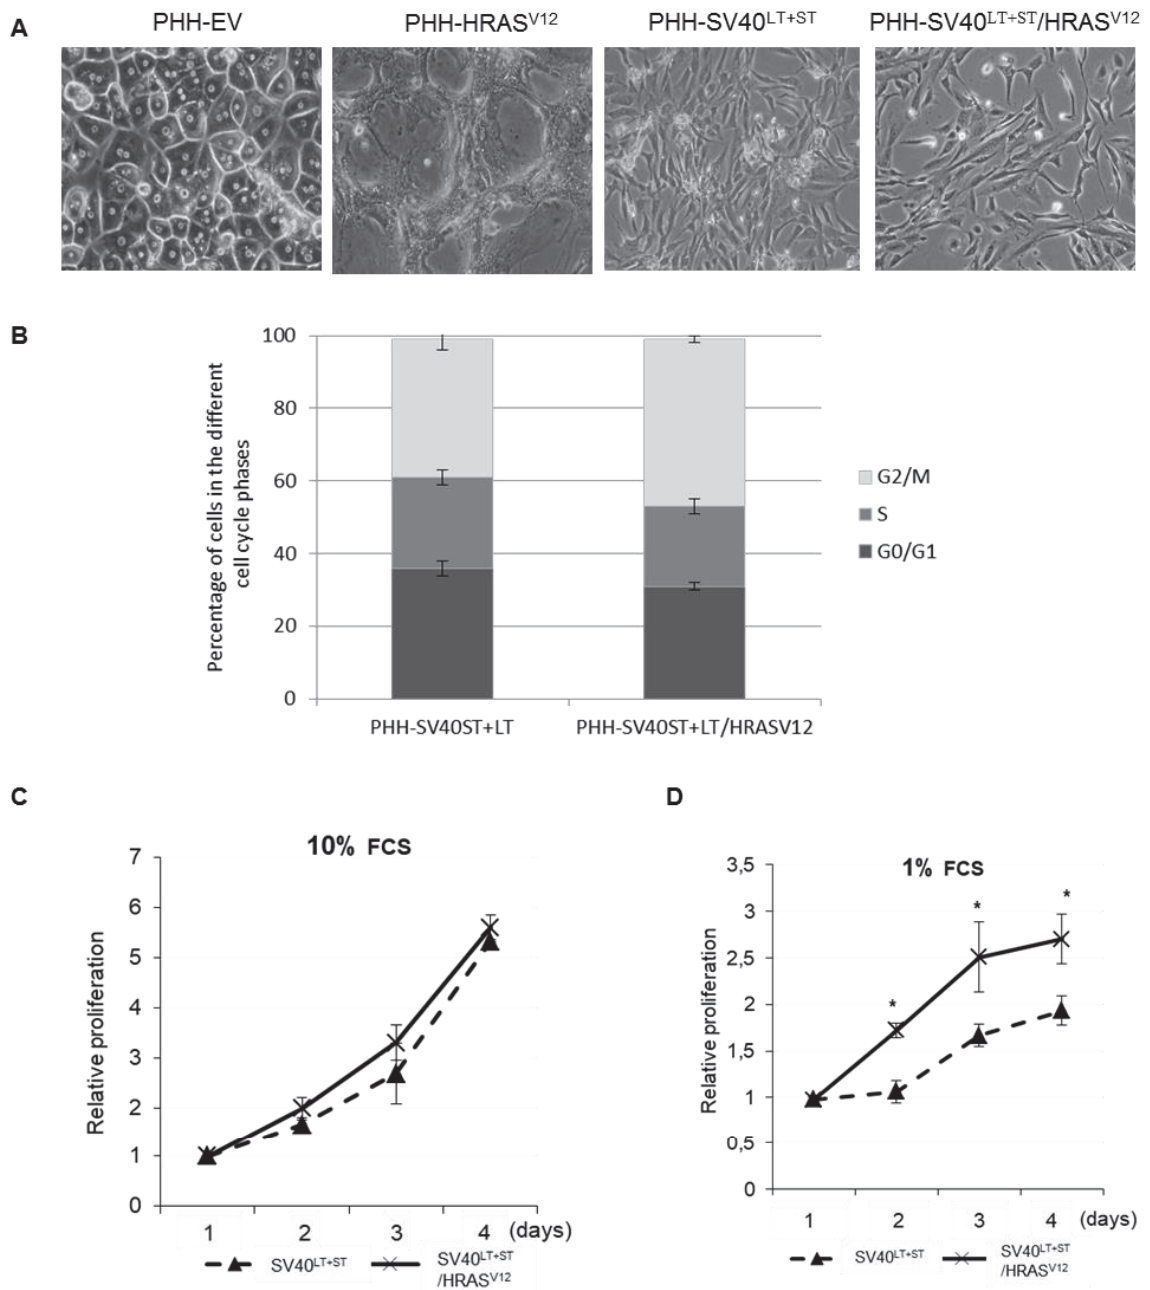 A
PHH-EV
PHH-HRASV12
PHH-SV40LT+ST
PHH-SV40LT+ST/HRASV12
B
Percentage of cells in the different
cell cycle phases
100
80
60
40
20
0
PHH-SV40ST+LT
PHH-SV40ST+LT/HRASV12
G2/M
S
G0/G1
C
10% FCS
Relative proliferation
7
6
5
4
3
2
1
0
1 2 3 4 (days)
SV40LT+ST
SV40LT+ST
/HRASV12
D
1% FCS
Relative proliferation
3,5
3
2,5
2
1,5
1
0,5
0
* * *
1 2 3 4 (days)
SV40LT+ST
SV40LT+ST
/HRASV12